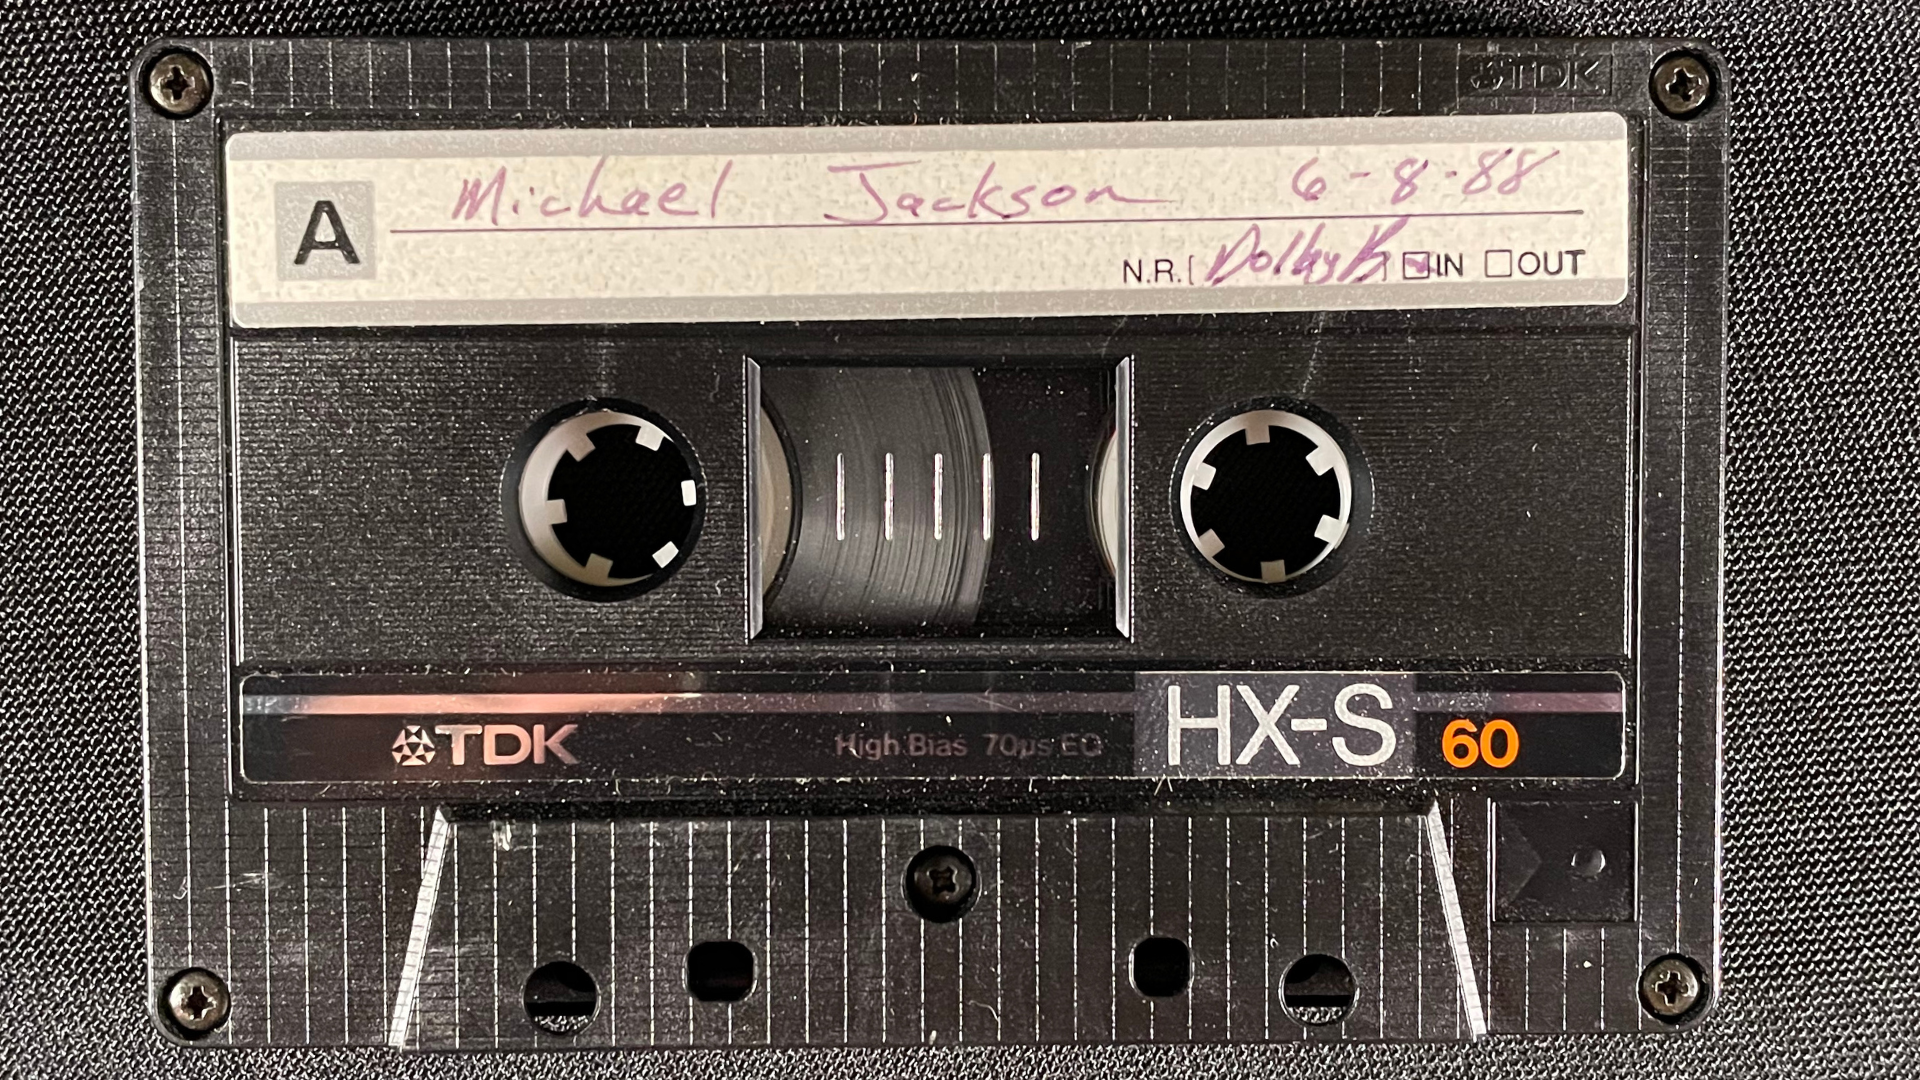 TDK
Michael Jackson 6-8-88
A
N.R.[Dolby B] IN OUT
TDK High Bias 70µs EQ HX-S 60